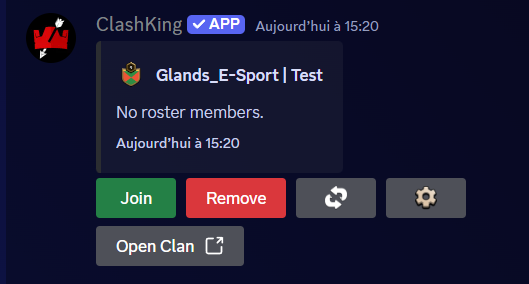 ClashKing APP Aujourd'hui à 15:20
Glands_E-Sport | Test
No roster members.
Aujourd'hui à 15:20
Join Remove
Open Clan